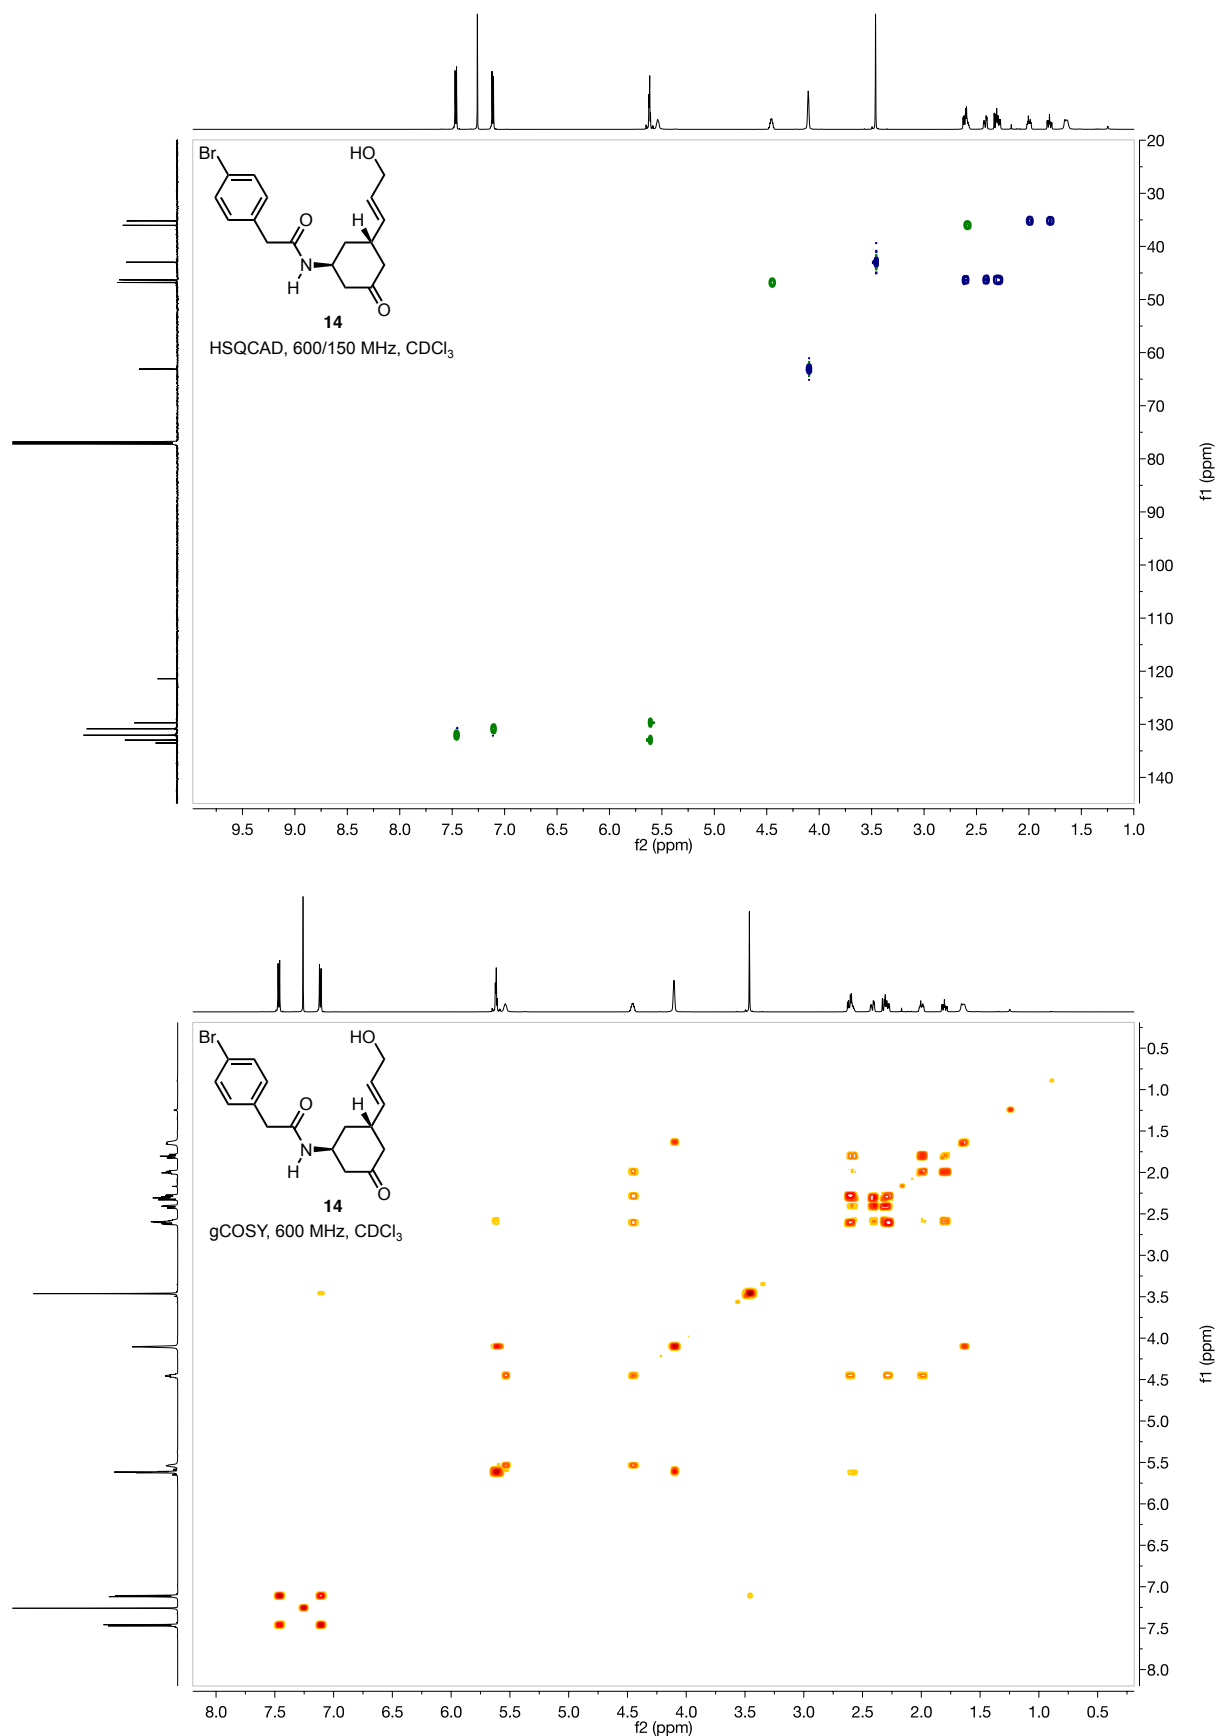 20
Br
HO
30
O
H
40
N
H
50
O
14
HSQCAD, 600/150 MHz, CDCl₃
60
70
80
f1 (ppm)
90
100
110
120
130
140
9.5 9.0 8.5 8.0 7.5 7.0 6.5 6.0 5.5 5.0 4.5 4.0 3.5 3.0 2.5 2.0 1.5 1.0
f2 (ppm)
Br
HO
0.5
O
H
1.0
N
H
1.5
O
2.0
14
gCOSY, 600 MHz, CDCl₃
2.5
3.0
3.5
4.0
f1 (ppm)
4.5
5.0
5.5
6.0
6.5
7.0
7.5
8.0
8.0 7.5 7.0 6.5 6.0 5.5 5.0 4.5 4.0 3.5 3.0 2.5 2.0 1.5 1.0 0.5
f2 (ppm)